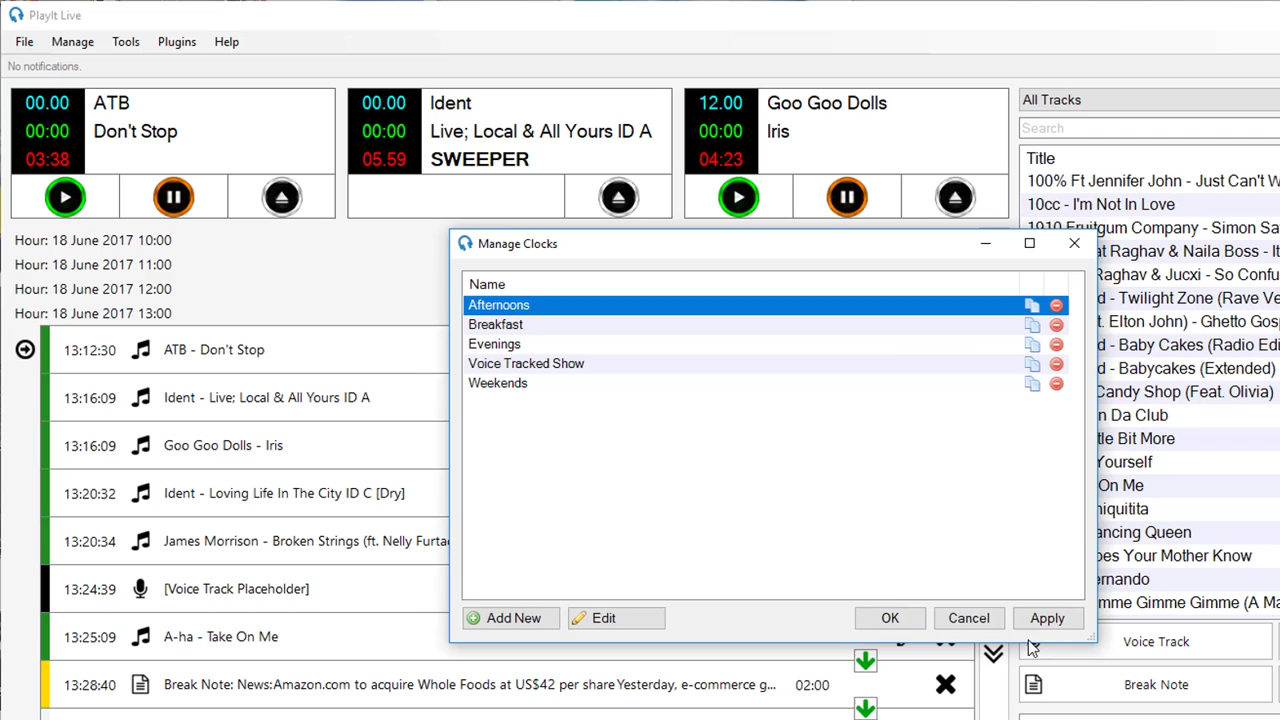 PlayIt Live
File Manage Tools Plugins Help
No notifications.
00.00 ATB
00:00 Don't Stop
03:38
00.00 Ident
00:00 Live; Local & All Yours ID A
05.59 SWEEPER
12.00 Goo Goo Dolls
00:00 Iris
04:23
All Tracks
Search
Title
100% Ft Jennifer John - Just Can't W
10cc - I'm Not In Love
1910 Fruitgum Company - Simon Sa
at Raghav & Naila Boss - It
Raghav & Jucxi - So Confu
d - Twilight Zone (Rave Ve
t. Elton John) - Ghetto Gosp
d - Baby Cakes (Radio Edi
d - Babycakes (Extended)
Candy Shop (Feat. Olivia)
n Da Club
tle Bit More
Yourself
On Me
hiquitita
ancing Queen
oes Your Mother Know
ernando
mme Gimme Gimme (A Ma
Hour: 18 June 2017 10:00
Hour: 18 June 2017 11:00
Hour: 18 June 2017 12:00
Hour: 18 June 2017 13:00
13:12:30 ATB - Don't Stop
13:16:09 Ident - Live; Local & All Yours ID A
13:16:09 Goo Goo Dolls - Iris
13:20:32 Ident - Loving Life In The City ID C [Dry]
13:20:34 James Morrison - Broken Strings (ft. Nelly Furta
13:24:39 [Voice Track Placeholder]
13:25:09 A-ha - Take On Me
13:28:40 Break Note: News:Amazon.com to acquire Whole Foods at US$42 per share Yesterday, e-commerce g... 02:00
Manage Clocks
Name
Afternoons
Breakfast
Evenings
Voice Tracked Show
Weekends
Add New Edit OK Cancel Apply
Voice Track
Break Note